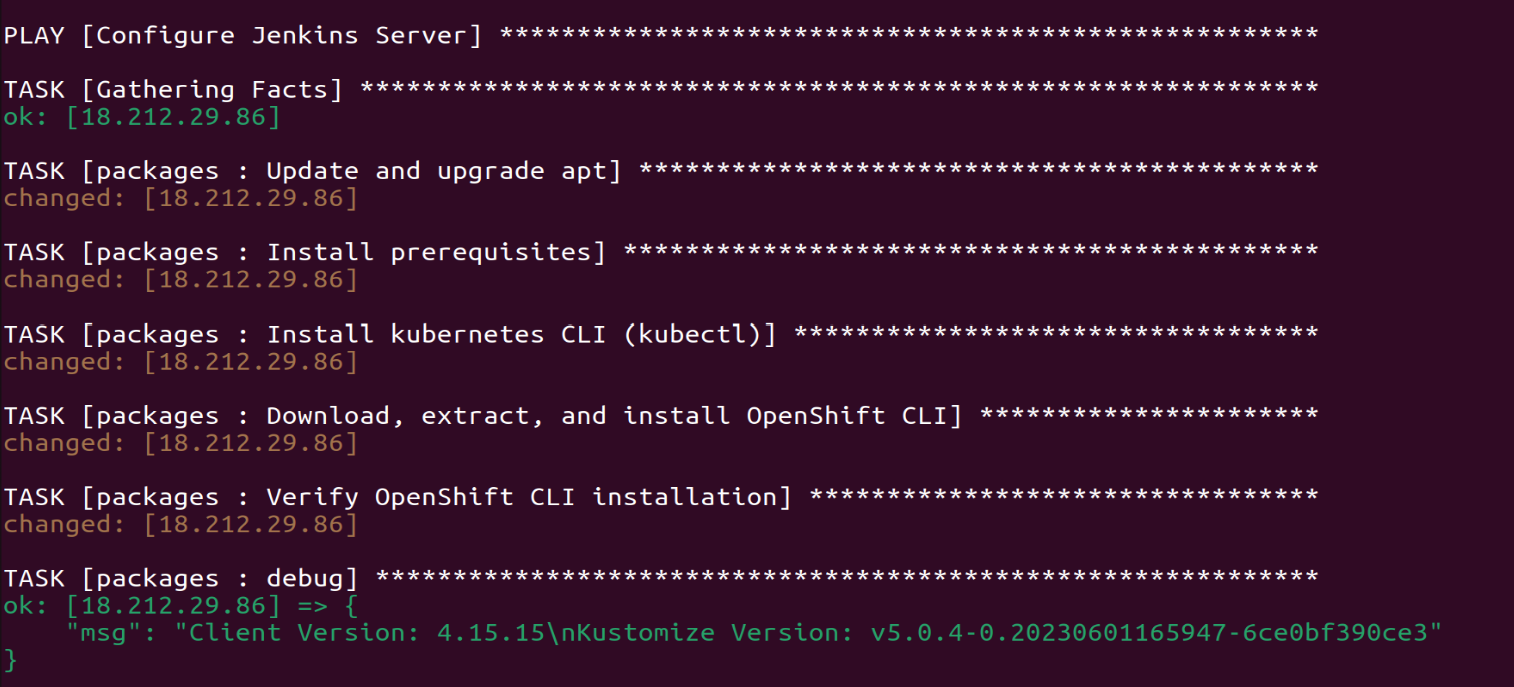 PLAY [Configure Jenkins Server] *****************************************************
TASK [Gathering Facts] **************************************************************
ok: [18.212.29.86]
TASK [packages : Update and upgrade apt] ********************************************
changed: [18.212.29.86]
TASK [packages : Install prerequisites] *********************************************
changed: [18.212.29.86]
TASK [packages : Install kubernetes CLI (kubectl)] **********************************
changed: [18.212.29.86]
TASK [packages : Download, extract, and install OpenShift CLI] **********************
changed: [18.212.29.86]
TASK [packages : Verify OpenShift CLI installation] *********************************
changed: [18.212.29.86]
TASK [packages : debug] *************************************************************
ok: [18.212.29.86] => {
    "msg": "Client Version: 4.15.15\nKustomize Version: v5.0.4-0.20230601165947-6ce0bf390ce3"
}